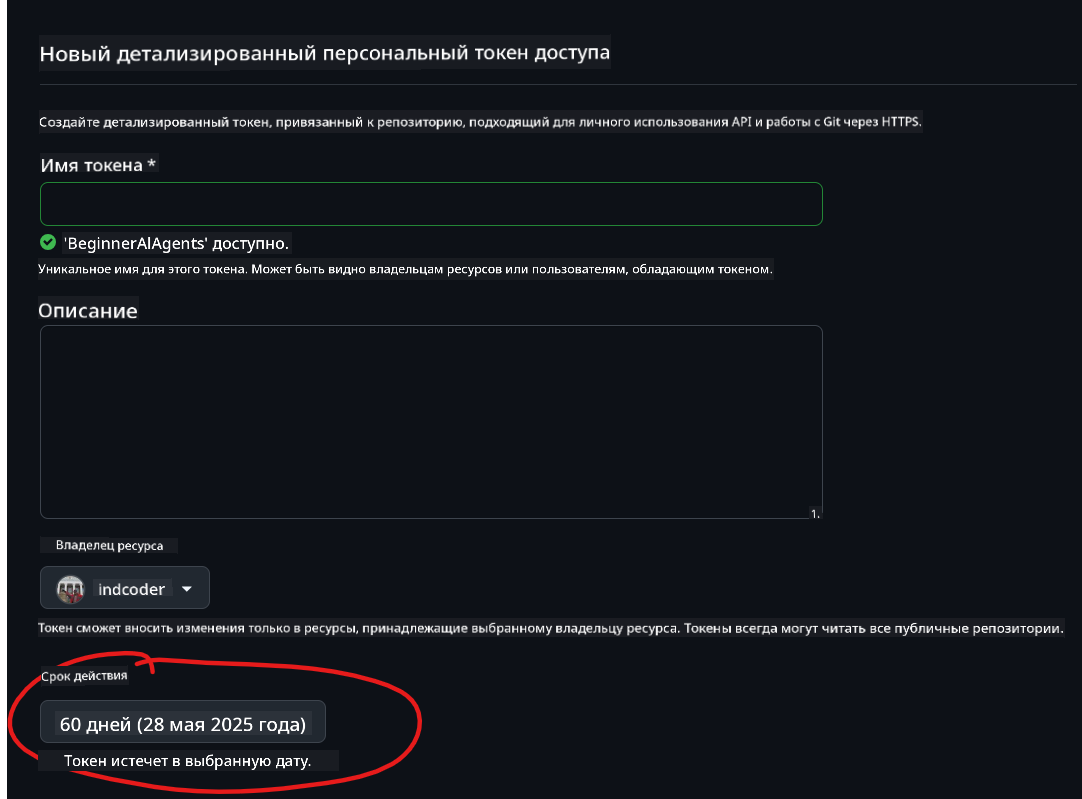 Новый детализированный персональный токен доступа
Создайте детализированный токен, привязанный к репозиторию, подходящий для личного использования API и работы с Git через HTTPS.
Имя токена *
'BeginnerAIAgents' доступно.
Уникальное имя для этого токена. Может быть видно владельцам ресурсов или пользователям, обладающим токеном.
Описание
1.
Владелец ресурса
indcoder
Токен сможет вносить изменения только в ресурсы, принадлежащие выбранному владельцу ресурса. Токены всегда могут читать все публичные репозитории.
Срок действия
60 дней (28 мая 2025 года)
Токен истечет в выбранную дату.